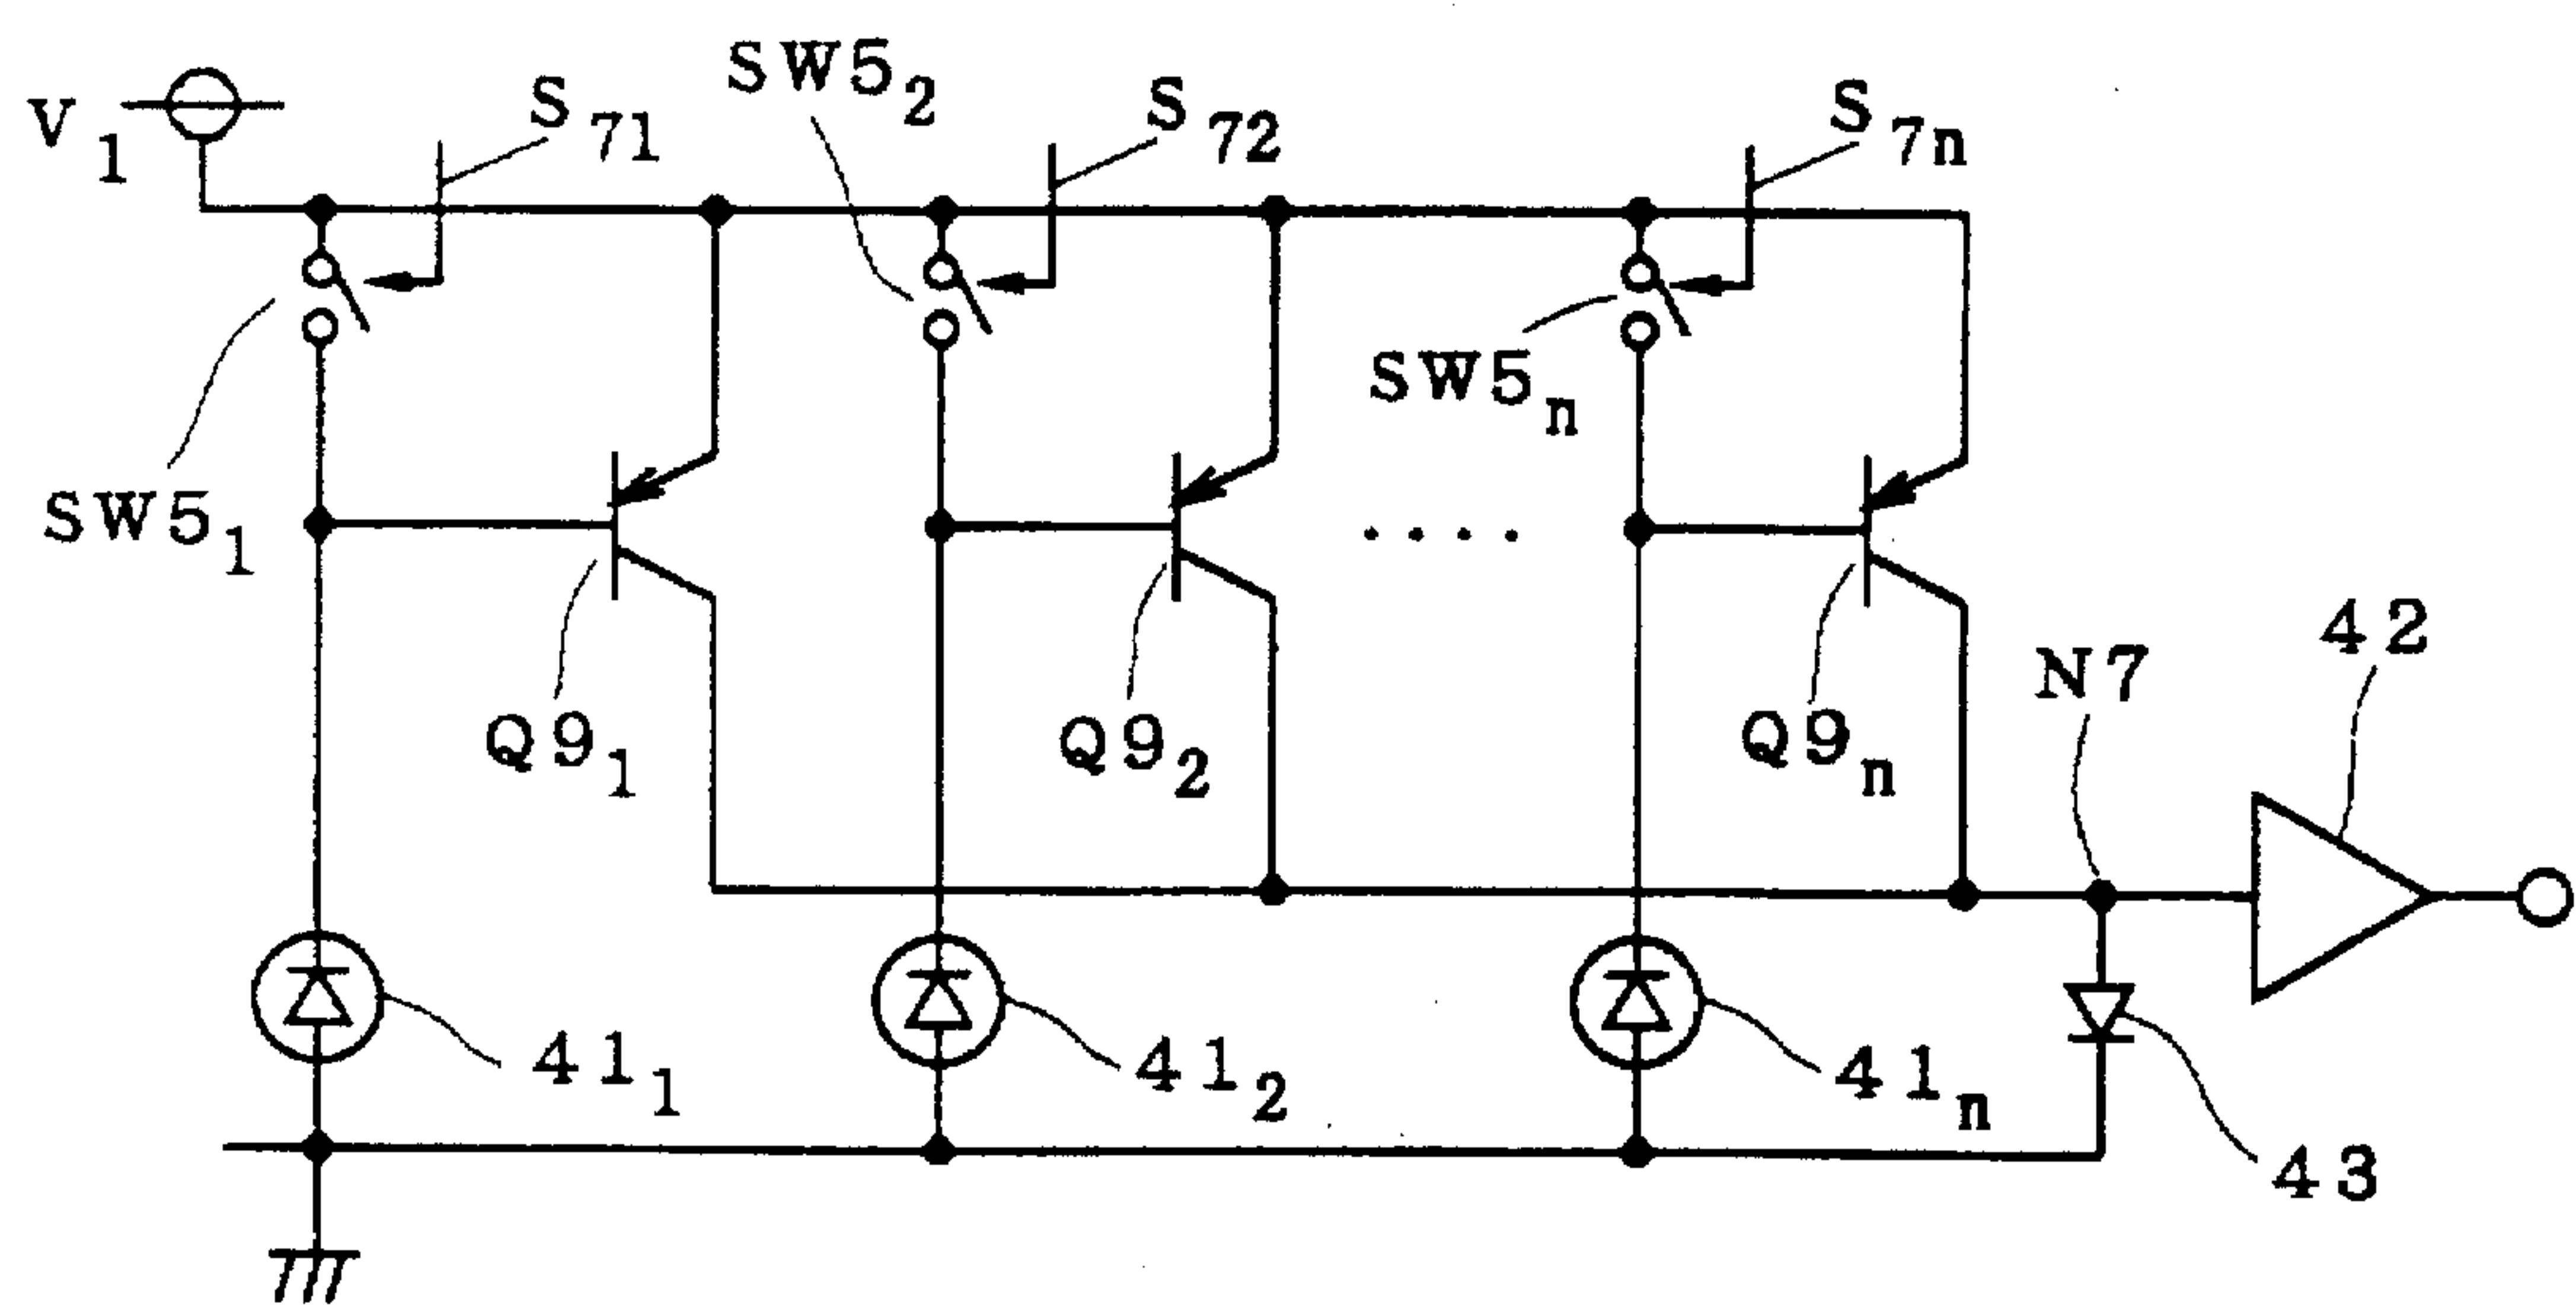 V₁
S₇₁
SW5₂
S₇₂
S₇ₙ
SW5₁
SW5ₙ
Q9₁
Q9₂
. . . .
Q9ₙ
N7
42
41₁
41₂
41ₙ
43